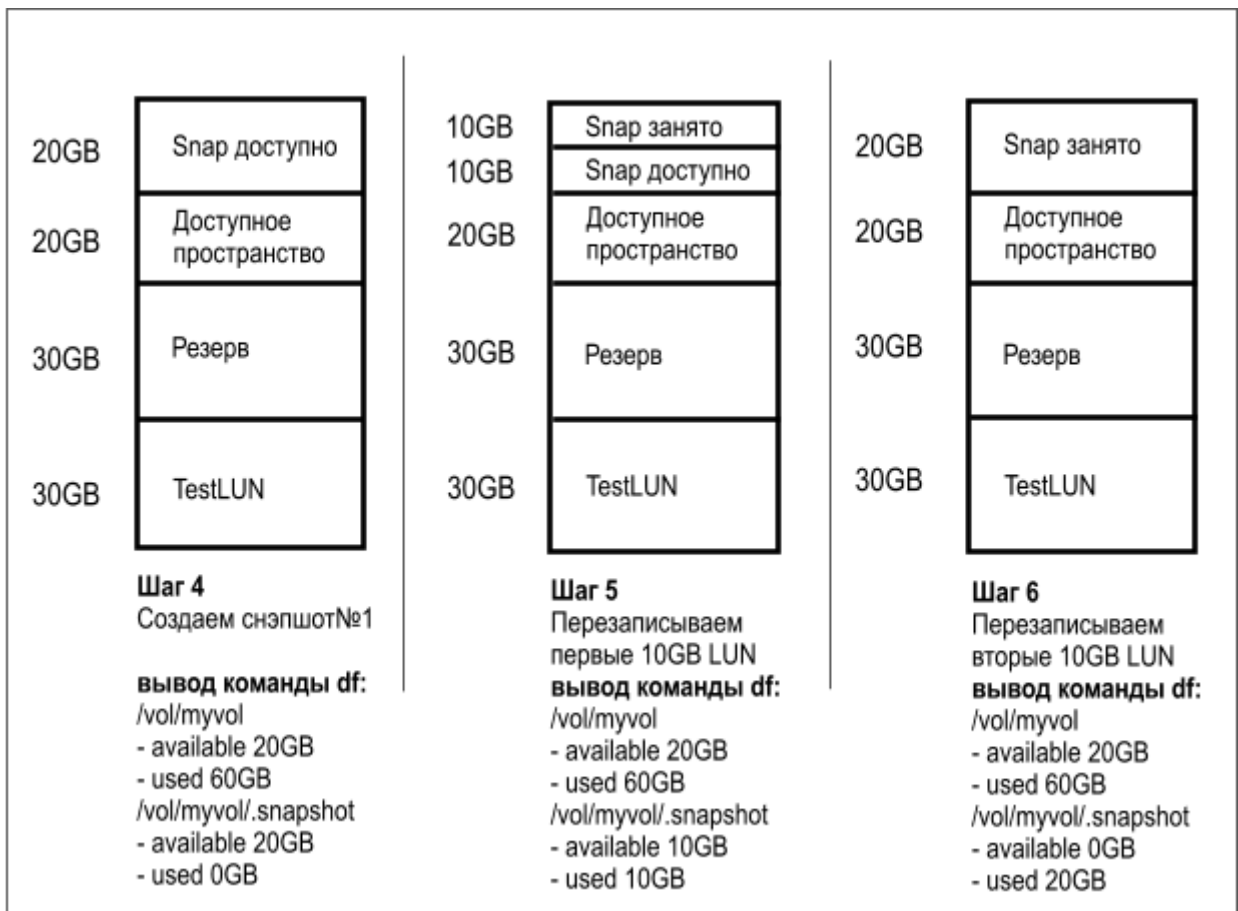 20GB
Snap доступно
20GB
Доступное
пространство
30GB
Резерв
30GB
TestLUN
Шаг 4
Создаем снэпшот№1
вывод команды df:
/vol/myvol
- available 20GB
- used 60GB
/vol/myvol/.snapshot
- available 20GB
- used 0GB
10GB
Snap занято
10GB
Snap доступно
20GB
Доступное
пространство
30GB
Резерв
30GB
TestLUN
Шаг 5
Перезаписываем
первые 10GB LUN
вывод команды df:
/vol/myvol
- available 20GB
- used 60GB
/vol/myvol/.snapshot
- available 10GB
- used 10GB
20GB
Snap занято
20GB
Доступное
пространство
30GB
Резерв
30GB
TestLUN
Шаг 6
Перезаписываем
вторые 10GB LUN
вывод команды df:
/vol/myvol
- available 20GB
- used 60GB
/vol/myvol/.snapshot
- available 0GB
- used 20GB